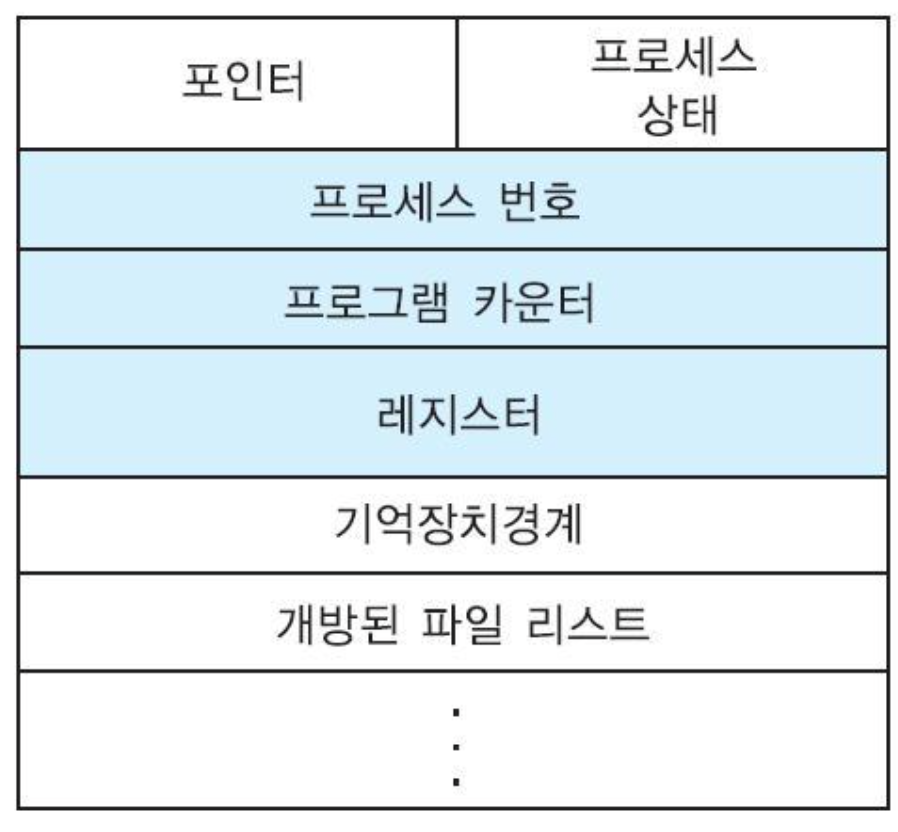 포인터
프로세스
상태
프로세스 번호
프로그램 카운터
레지스터
기억장치경계
개방된 파일 리스트
.
.
.